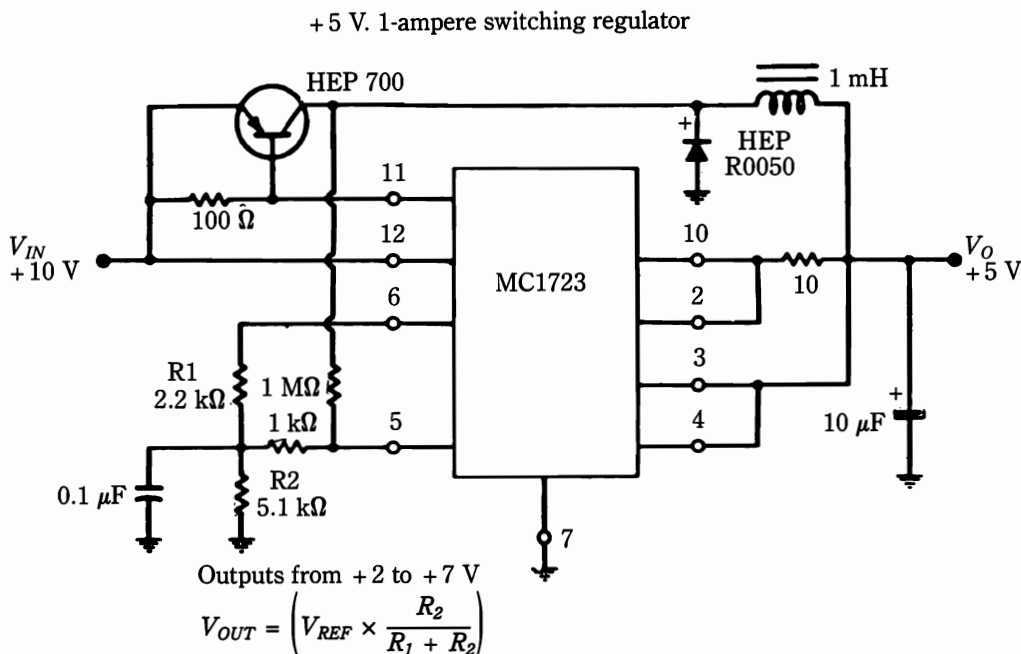 +5 V. 1-ampere switching regulator
HEP 700
1 mH
+
HEP
R0050
11
100 Ω
12
10
V_IN
+10 V
MC1723
V_O
+5 V
10
6
2
R1
2.2 kΩ
1 MΩ
3
+
10 μF
1 kΩ
5
4
0.1 μF
R2
5.1 kΩ
7
Outputs from +2 to +7 V
V_OUT = (V_REF × R_2 / (R_1 + R_2))